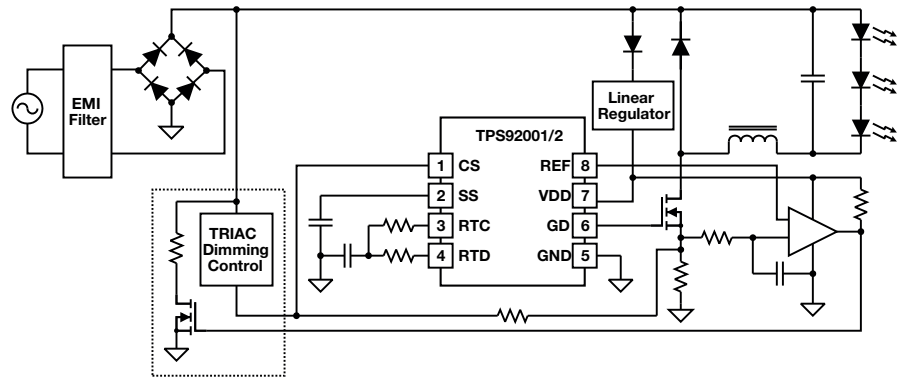 EMI
Filter
Linear
Regulator
TPS92001/2
1 CS
REF 8
2 SS
VDD 7
3 RTC
GD 6
4 RTD
GND 5
TRIAC
Dimming
Control